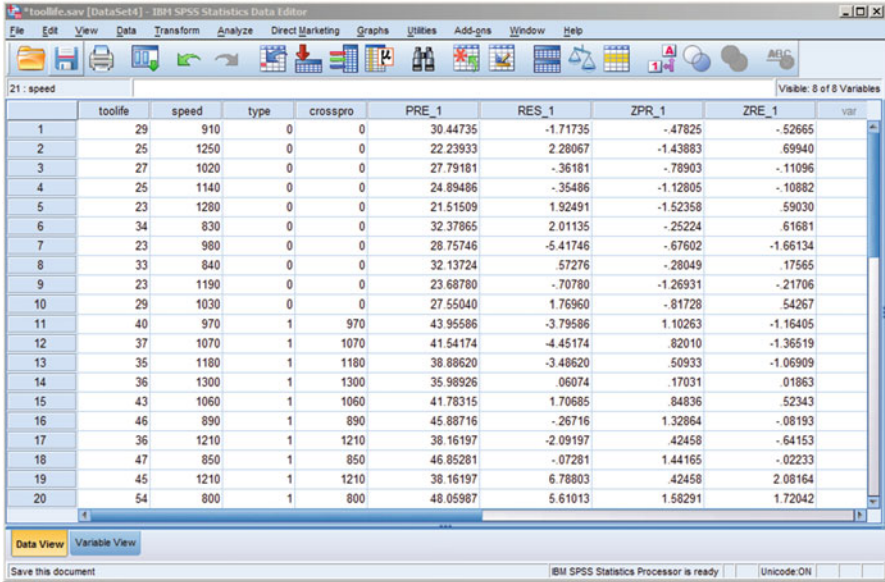 *toollife.sav [DataSet4] - IBM SPSS Statistics Data Editor
File Edit View Data Transform Analyze Direct Marketing Graphs Utilities Add-ons Window Help
21 : speed Visible: 8 of 8 Variables
toolife speed type crosspro PRE_1 RES_1 ZPR_1 ZRE_1 var
1 29 910 0 0 30.44735 -1.71735 -.47825 -.52665
2 25 1250 0 0 22.23933 2.28067 -1.43883 .69940
3 27 1020 0 0 27.79181 -.36181 -.78903 -.11096
4 25 1140 0 0 24.89486 -.35486 -1.12805 -.10882
5 23 1280 0 0 21.51509 1.92491 -1.52358 .59030
6 34 830 0 0 32.37865 2.01135 -.25224 .61681
7 23 980 0 0 28.75746 -5.41746 -.67602 -1.66134
8 33 840 0 0 32.13724 .57276 -.28049 .17565
9 23 1190 0 0 23.68780 -.70780 -1.26931 -.21706
10 29 1030 0 0 27.55040 1.76960 -.81728 .54267
11 40 970 1 970 43.95586 -3.79586 1.10263 -1.16405
12 37 1070 1 1070 41.54174 -4.45174 .82010 -1.36519
13 35 1180 1 1180 38.88620 -3.48620 .50933 -1.06909
14 36 1300 1 1300 35.98926 .06074 .17031 .01863
15 43 1060 1 1060 41.78315 1.70685 .84836 .52343
16 46 890 1 890 45.88716 -.26716 1.32864 -.08193
17 36 1210 1 1210 38.16197 -2.09197 .42458 -.64153
18 47 850 1 850 46.85281 -.07281 1.44165 -.02233
19 45 1210 1 1210 38.16197 6.78803 .42458 2.08164
20 54 800 1 800 48.05987 5.61013 1.58291 1.72042
Data View Variable View
Save this document IBM SPSS Statistics Processor is ready Unicode:ON